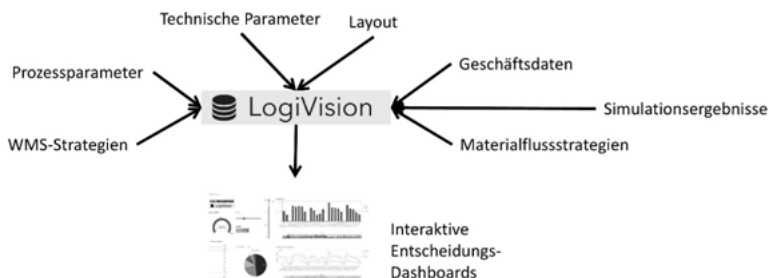 Technische Parameter
Layout
Prozessparameter
Geschäftsdaten
LogiVision
Simulationsergebnisse
WMS-Strategien
Materialflussstrategien
Interaktive
Entscheidungs-
Dashboards